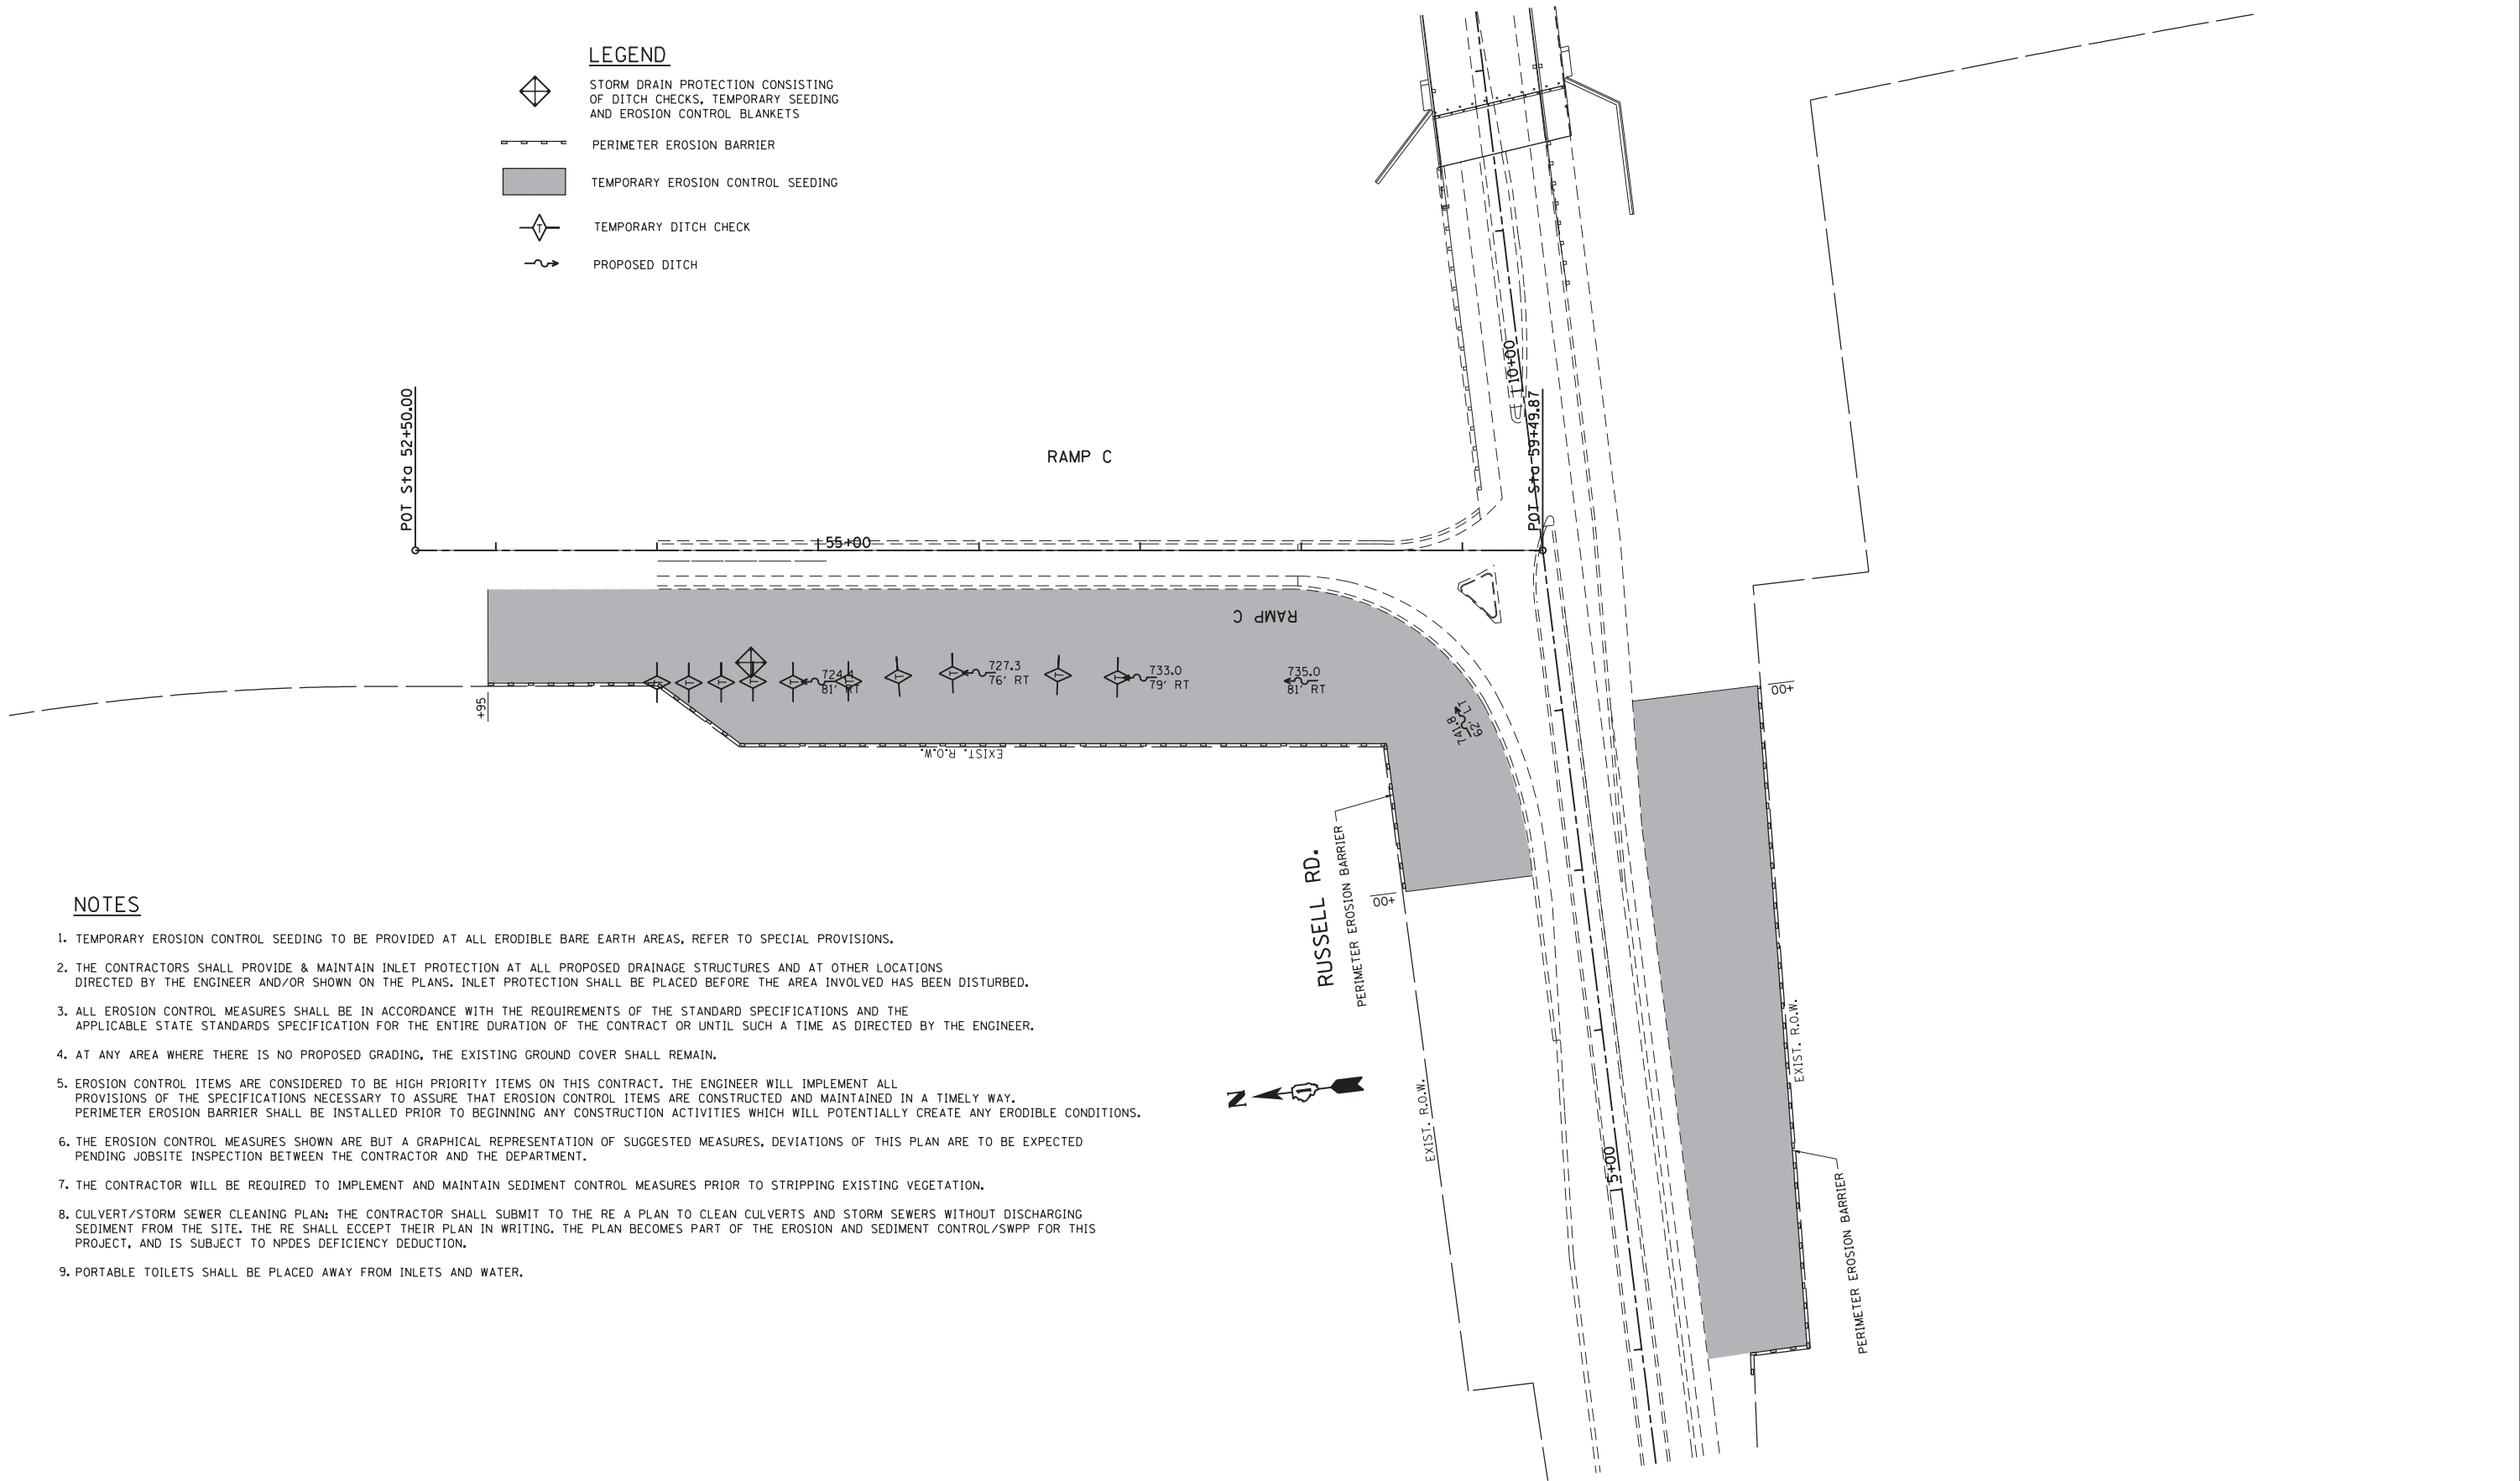 LEGEND
STORM DRAIN PROTECTION CONSISTING
OF DITCH CHECKS, TEMPORARY SEEDING
AND EROSION CONTROL BLANKETS
PERIMETER EROSION BARRIER
TEMPORARY EROSION CONTROL SEEDING
T
TEMPORARY DITCH CHECK
PROPOSED DITCH
POT Sta 52+50.00
RAMP C
10+00
POT Sta 59+49.87
55+00
RAMP C
724.4
81' RT
727.3
76' RT
733.0
79' RT
735.0
81' RT
741.8
62' LT
+95
+00
EXIST. R.O.W.
+00
RUSSELL RD.
PERIMETER EROSION BARRIER
EXIST. R.O.W.
EXIST. R.O.W.
N
5+00
PERIMETER EROSION BARRIER
NOTES
1. TEMPORARY EROSION CONTROL SEEDING TO BE PROVIDED AT ALL ERODIBLE BARE EARTH AREAS, REFER TO SPECIAL PROVISIONS.
2. THE CONTRACTORS SHALL PROVIDE & MAINTAIN INLET PROTECTION AT ALL PROPOSED DRAINAGE STRUCTURES AND AT OTHER LOCATIONS
DIRECTED BY THE ENGINEER AND/OR SHOWN ON THE PLANS. INLET PROTECTION SHALL BE PLACED BEFORE THE AREA INVOLVED HAS BEEN DISTURBED.
3. ALL EROSION CONTROL MEASURES SHALL BE IN ACCORDANCE WITH THE REQUIREMENTS OF THE STANDARD SPECIFICATIONS AND THE
APPLICABLE STATE STANDARDS SPECIFICATION FOR THE ENTIRE DURATION OF THE CONTRACT OR UNTIL SUCH A TIME AS DIRECTED BY THE ENGINEER.
4. AT ANY AREA WHERE THERE IS NO PROPOSED GRADING, THE EXISTING GROUND COVER SHALL REMAIN.
5. EROSION CONTROL ITEMS ARE CONSIDERED TO BE HIGH PRIORITY ITEMS ON THIS CONTRACT. THE ENGINEER WILL IMPLEMENT ALL
PROVISIONS OF THE SPECIFICATIONS NECESSARY TO ASSURE THAT EROSION CONTROL ITEMS ARE CONSTRUCTED AND MAINTAINED IN A TIMELY WAY.
PERIMETER EROSION BARRIER SHALL BE INSTALLED PRIOR TO BEGINNING ANY CONSTRUCTION ACTIVITIES WHICH WILL POTENTIALLY CREATE ANY ERODIBLE CONDITIONS.
6. THE EROSION CONTROL MEASURES SHOWN ARE BUT A GRAPHICAL REPRESENTATION OF SUGGESTED MEASURES, DEVIATIONS OF THIS PLAN ARE TO BE EXPECTED
PENDING JOBSITE INSPECTION BETWEEN THE CONTRACTOR AND THE DEPARTMENT.
7. THE CONTRACTOR WILL BE REQUIRED TO IMPLEMENT AND MAINTAIN SEDIMENT CONTROL MEASURES PRIOR TO STRIPPING EXISTING VEGETATION.
8. CULVERT/STORM SEWER CLEANING PLAN: THE CONTRACTOR SHALL SUBMIT TO THE RE A PLAN TO CLEAN CULVERTS AND STORM SEWERS WITHOUT DISCHARGING
SEDIMENT FROM THE SITE. THE RE SHALL ECCEPT THEIR PLAN IN WRITING. THE PLAN BECOMES PART OF THE EROSION AND SEDIMENT CONTROL/SWPP FOR THIS
PROJECT, AND IS SUBJECT TO NPDES DEFICIENCY DEDUCTION.
9. PORTABLE TOILETS SHALL BE PLACED AWAY FROM INLETS AND WATER.